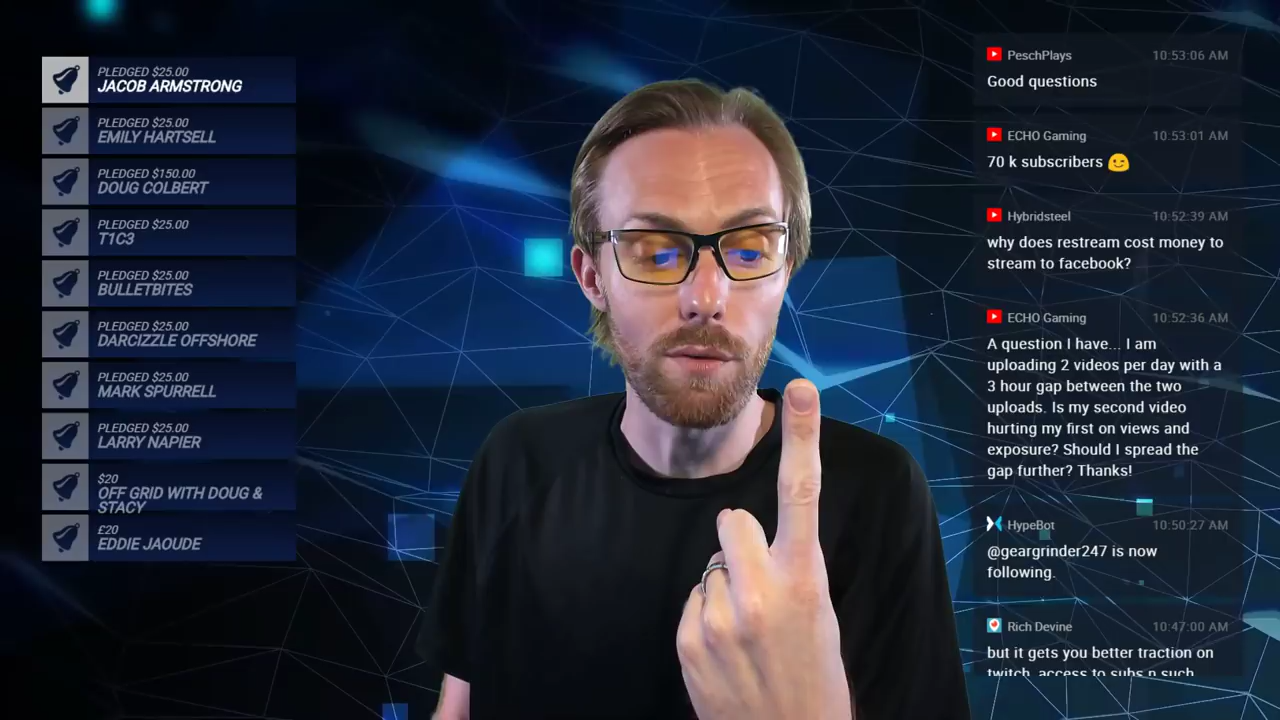 PLEDGED $25.00
JACOB ARMSTRONG
PLEDGED $25.00
EMILY HARTSELL
PLEDGED $150.00
DOUG COLBERT
PLEDGED $25.00
T1C3
PLEDGED $25.00
BULLETBITES
PLEDGED $25.00
DARCIZZLE OFFSHORE
PLEDGED $25.00
MARK SPURRELL
PLEDGED $25.00
LARRY NAPIER
$20
OFF GRID WITH DOUG &
STACY
£20
EDDIE JAOUDE
PeschPlays 10:53:06 AM
Good questions
ECHO Gaming 10:53:01 AM
70 k subscribers 😉
Hybridsteel 10:52:39 AM
why does restream cost money to
stream to facebook?
ECHO Gaming 10:52:36 AM
A question I have... I am
uploading 2 videos per day with a
3 hour gap between the two
uploads. Is my second video
hurting my first on views and
exposure? Should I spread the
gap further? Thanks!
HypeBot 10:50:27 AM
@geargrinder247 is now
following.
Rich Devine 10:47:00 AM
but it gets you better traction on
twitch, access to subs n such